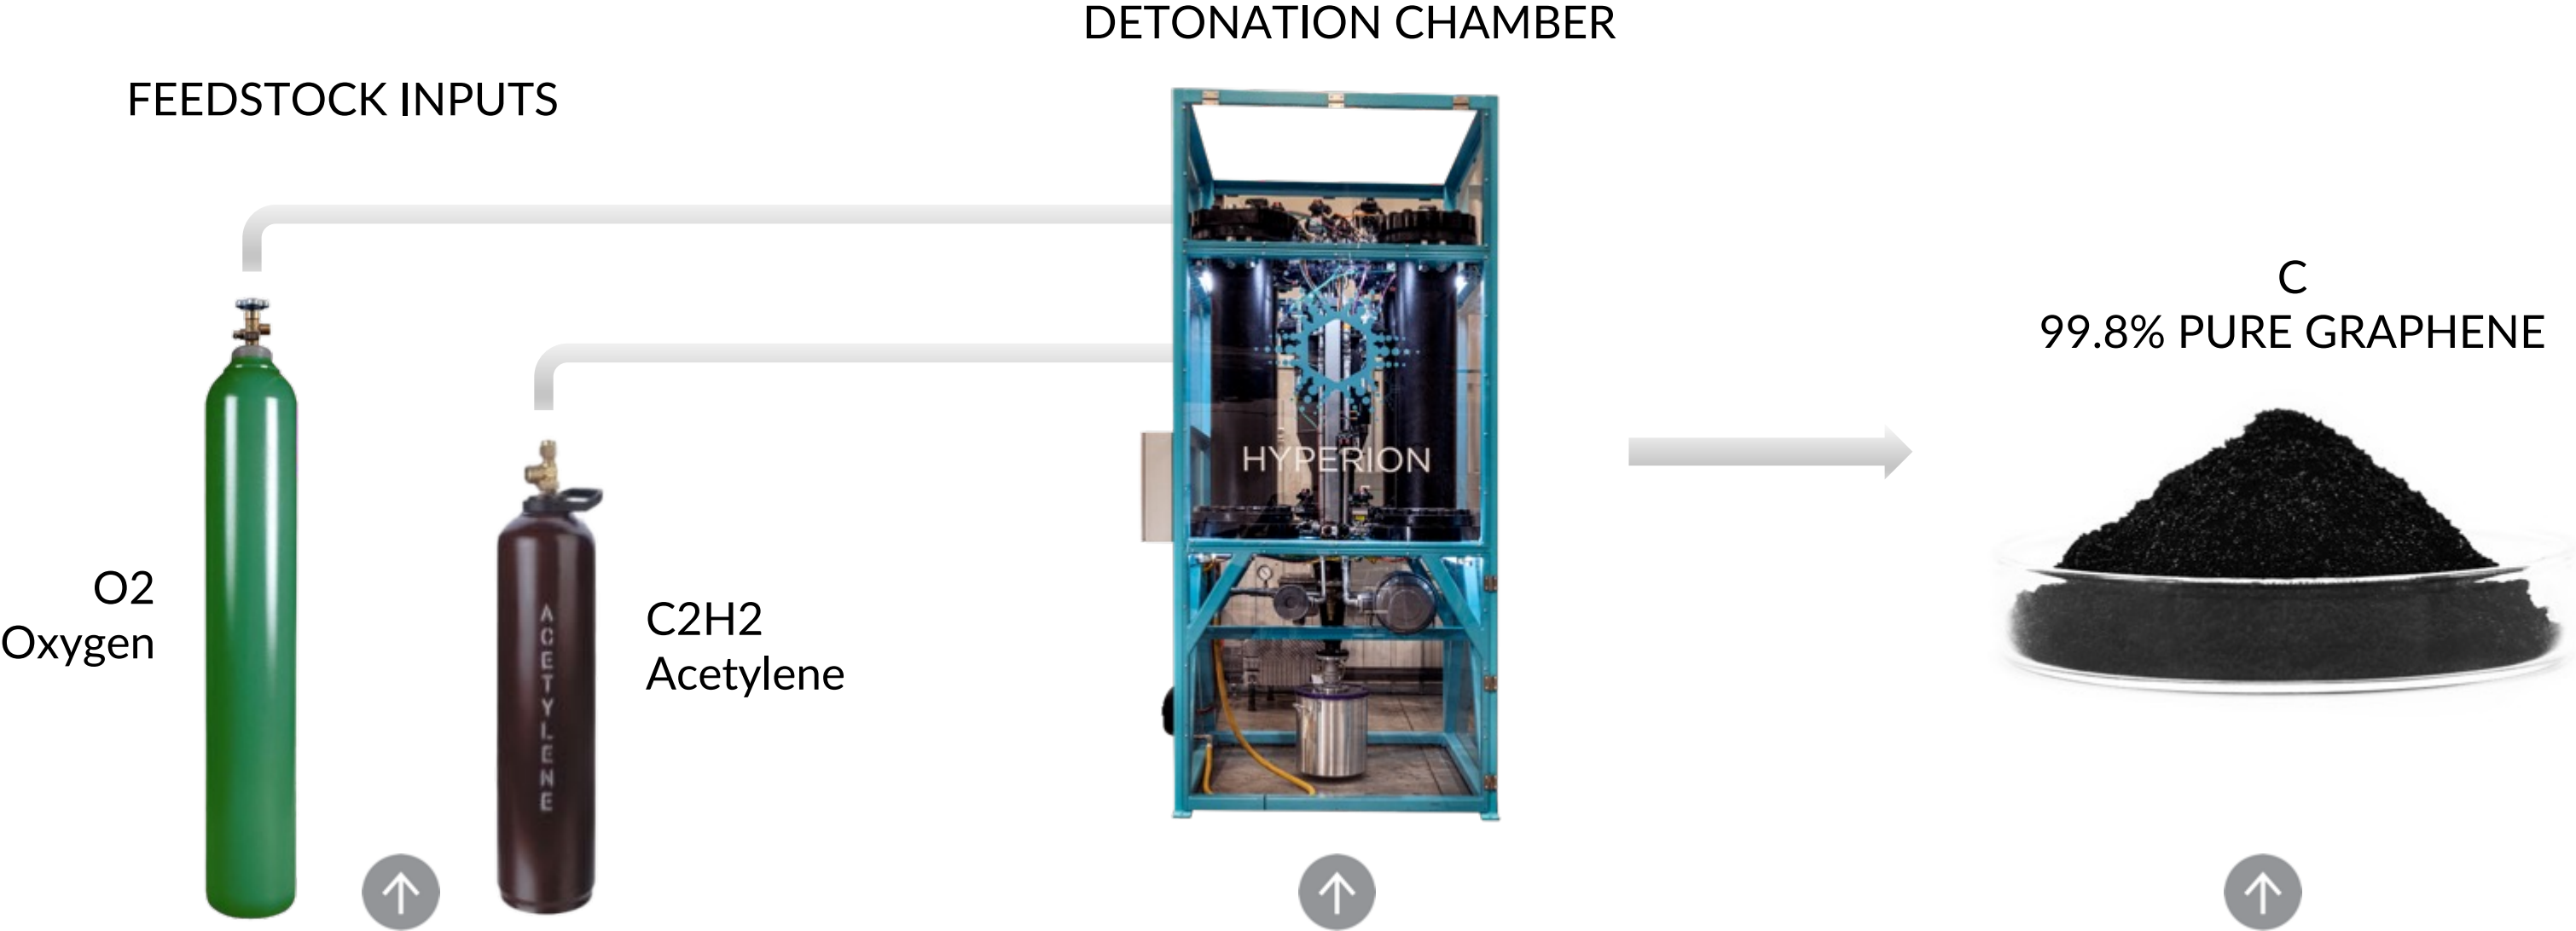 DETONATION CHAMBER
FEEDSTOCK INPUTS
O2
Oxygen
ACETYLENE
C2H2
Acetylene
HYPERION
C
99.8% PURE GRAPHENE